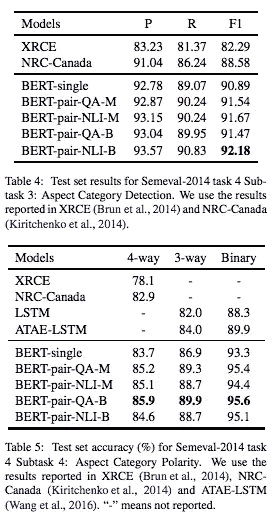 Models P R F1
XRCE 83.23 81.37 82.29
NRC-Canada 91.04 86.24 88.58
BERT-single 92.78 89.07 90.89
BERT-pair-QA-M 92.87 90.24 91.54
BERT-pair-NLI-M 93.15 90.24 91.67
BERT-pair-QA-B 93.04 89.95 91.47
BERT-pair-NLI-B 93.57 90.83 92.18
Table 4: Test set results for Semeval-2014 task 4 Sub-
task 3: Aspect Category Detection. We use the results
reported in XRCE (Brun et al., 2014) and NRC-Canada
(Kiritchenko et al., 2014).
Models 4-way 3-way Binary
XRCE 78.1 - -
NRC-Canada 82.9 - -
LSTM - 82.0 88.3
ATAE-LSTM - 84.0 89.9
BERT-single 83.7 86.9 93.3
BERT-pair-QA-M 85.2 89.3 95.4
BERT-pair-NLI-M 85.1 88.7 94.4
BERT-pair-QA-B 85.9 89.9 95.6
BERT-pair-NLI-B 84.6 88.7 95.1
Table 5: Test set accuracy (%) for Semeval-2014 task
4 Subtask 4: Aspect Category Polarity. We use the
results reported in XRCE (Brun et al., 2014), NRC-
Canada (Kiritchenko et al., 2014) and ATAE-LSTM
(Wang et al., 2016). “-” means not reported.